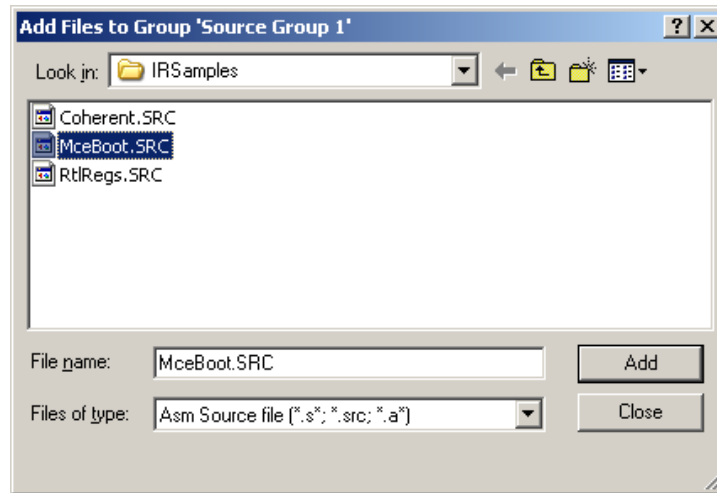 Add Files to Group 'Source Group 1'
Look in: IRSamples
Coherent.SRC
MceBoot.SRC
RtlRegs.SRC
File name: MceBoot.SRC Add
Files of type: Asm Source file (*.s*; *.src; *.a*) Close